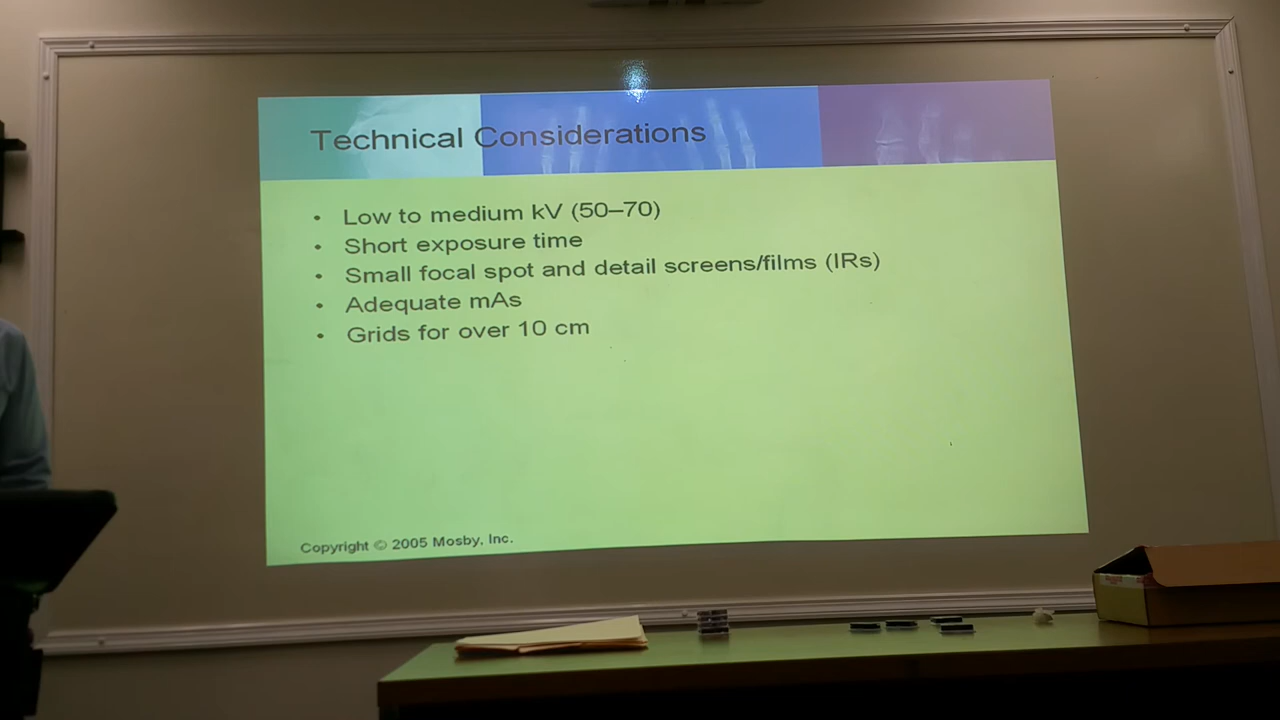 Technical Considerations
• Low to medium kV (50–70)
• Short exposure time
• Small focal spot and detail screens/films (IRs)
• Adequate mAs
• Grids for over 10 cm
Copyright © 2005 Mosby, Inc.